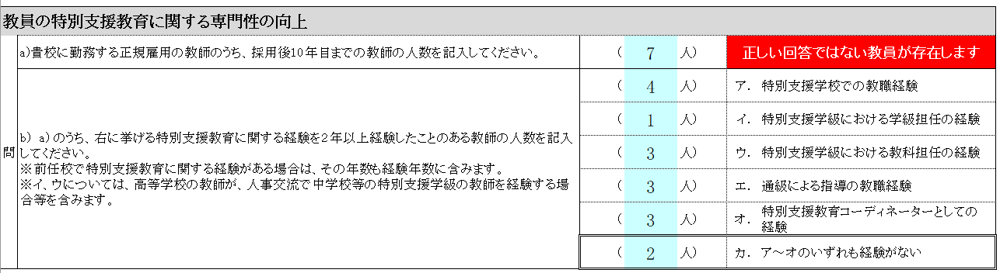 教員の特別支援教育に関する専門性の向上
問
a)貴校に勤務する正規雇用の教師のうち、採用後10年目までの教師の人数を記入してください。
( 7 人) 正しい回答ではない教員が存在します
b) a)のうち、右に挙げる特別支援教育に関する経験を2年以上経験したことのある教師の人数を記入
してください。
※前任校で特別支援教育に関する経験がある場合は、その年数も経験年数に含みます。
※イ、ウについては、高等学校の教師が、人事交流で中学校等の特別支援学級の教師を経験する場
合等を含みます。
( 4 人) ア. 特別支援学校での教職経験
( 1 人) イ. 特別支援学級における学級担任の経験
( 3 人) ウ. 特別支援学級における教科担任の経験
( 3 人) エ. 通級による指導の教職経験
( 3 人) オ. 特別支援教育コーディネーターとしての
経験
( 2 人) カ. ア～オのいずれも経験がない